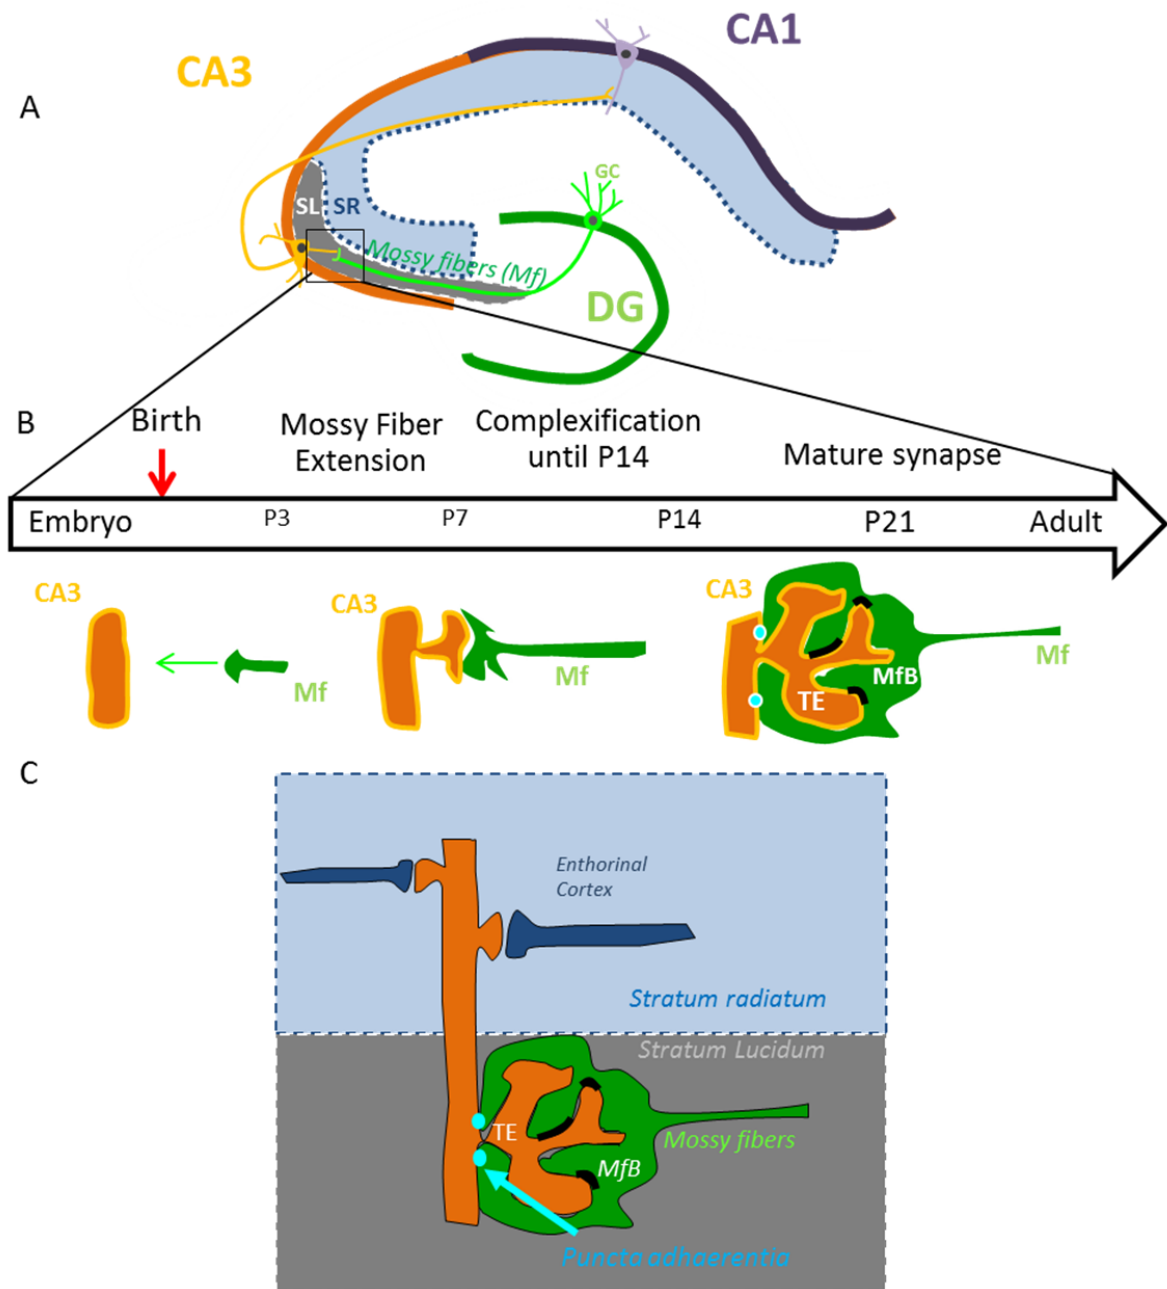 CA1
CA3
A
GC
SL
SR
Mossy fibers (Mf)
DG
B
Birth
Mossy Fiber
Extension
Complexification
until P14
Mature synapse
Embryo
P3
P7
P14
P21
Adult
CA3
Mf
CA3
Mf
CA3
MfB
TE
Mf
C
Enthorinal
Cortex
Stratum radiatum
Stratum Lucidum
TE
Mossy fibers
MfB
Puncta adhaerentia